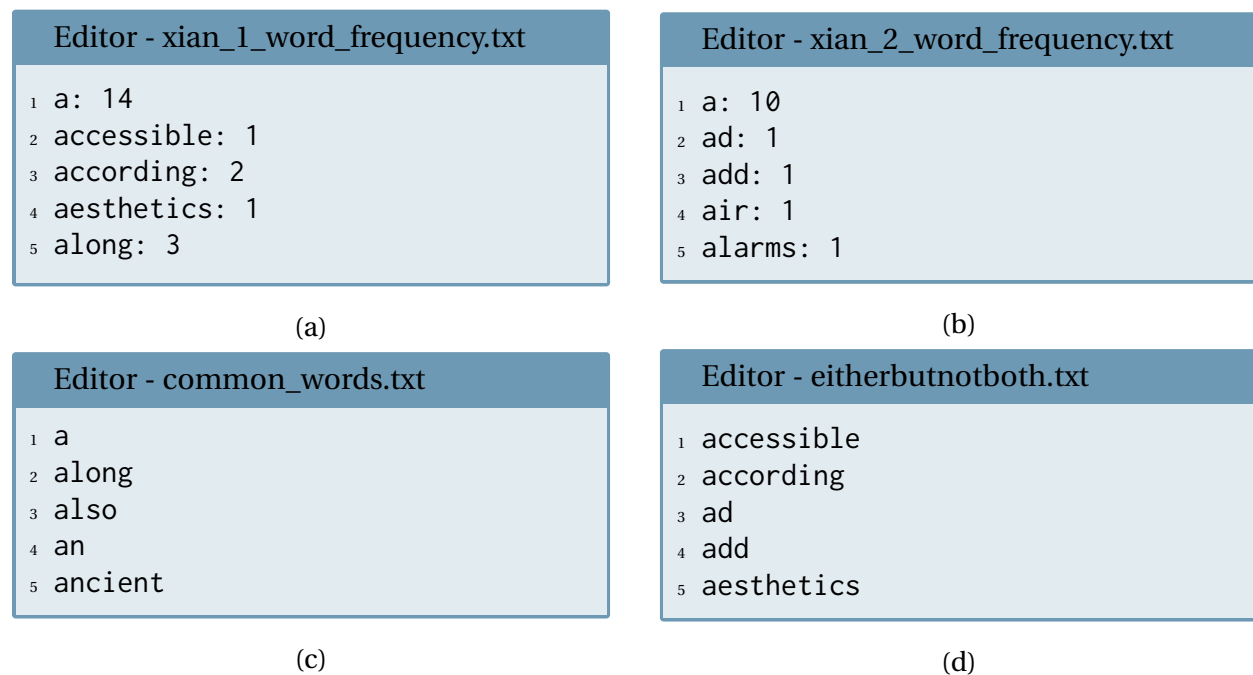 Editor - xian_1_word_frequency.txt
1 a: 14
2 accessible: 1
3 according: 2
4 aesthetics: 1
5 along: 3
(a)
Editor - xian_2_word_frequency.txt
1 a: 10
2 ad: 1
3 add: 1
4 air: 1
5 alarms: 1
(b)
Editor - common_words.txt
1 a
2 along
3 also
4 an
5 ancient
(c)
Editor - eitherbutnotboth.txt
1 accessible
2 according
3 ad
4 add
5 aesthetics
(d)